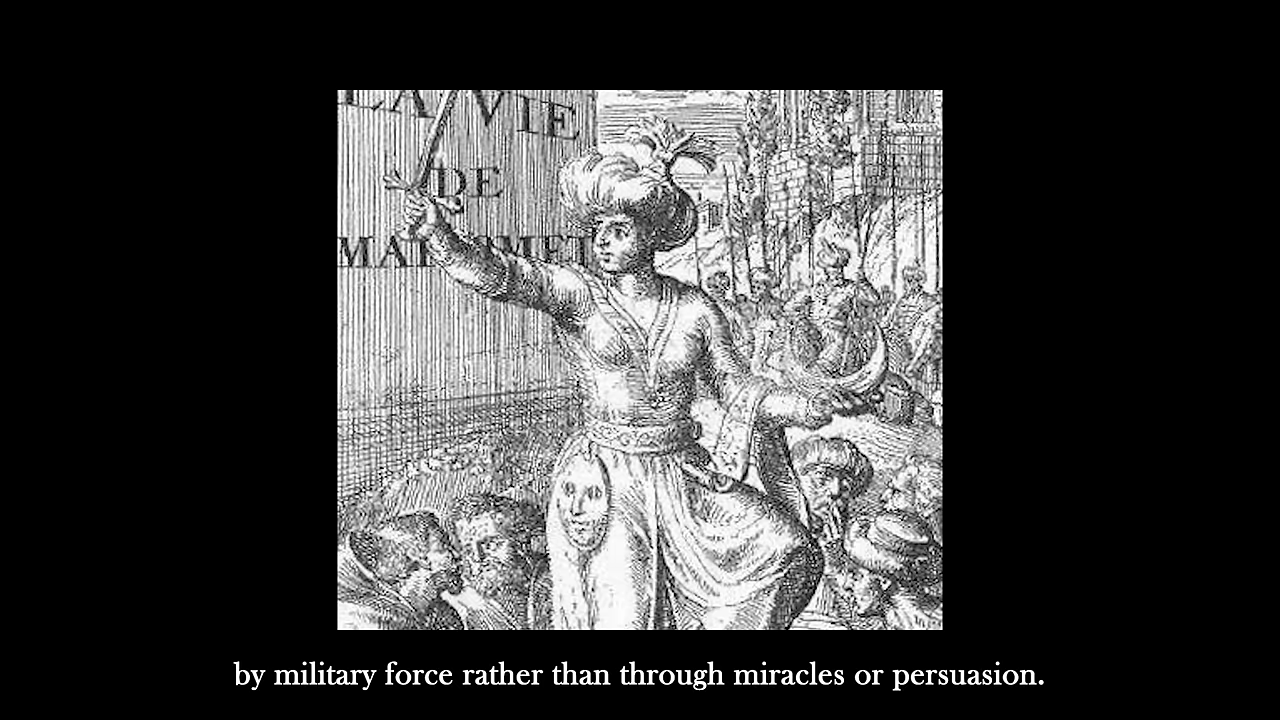 LA VIE
DE
MAHOMET
by military force rather than through miracles or persuasion.